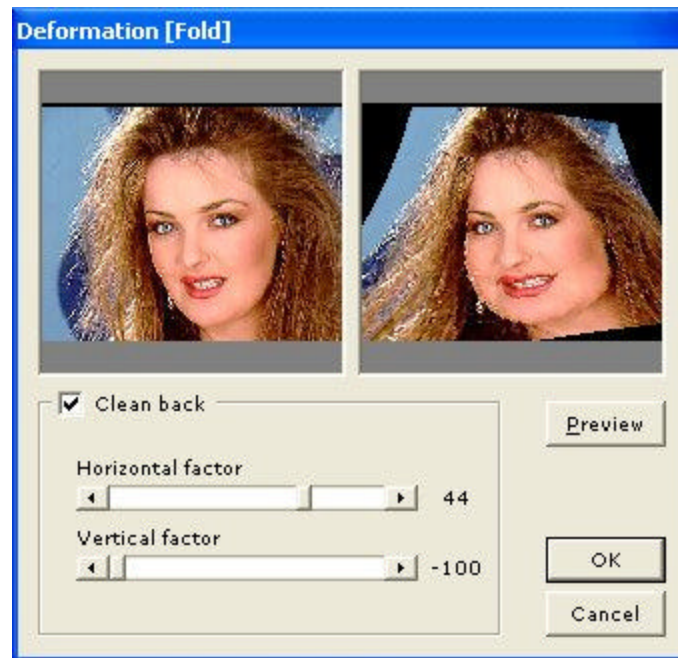 Deformation [Fold]
Clean back
Preview
Horizontal factor
44
Vertical factor
-100
OK
Cancel